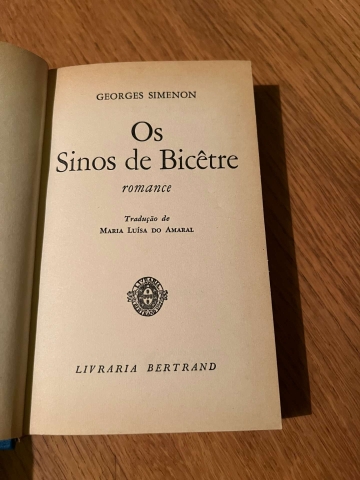 GEORGES SIMENON
Os
Sinos de Bicêtre
romance
Tradução de
MARIA LUÍSA DO AMARAL
LIVRARIA BERTRAND